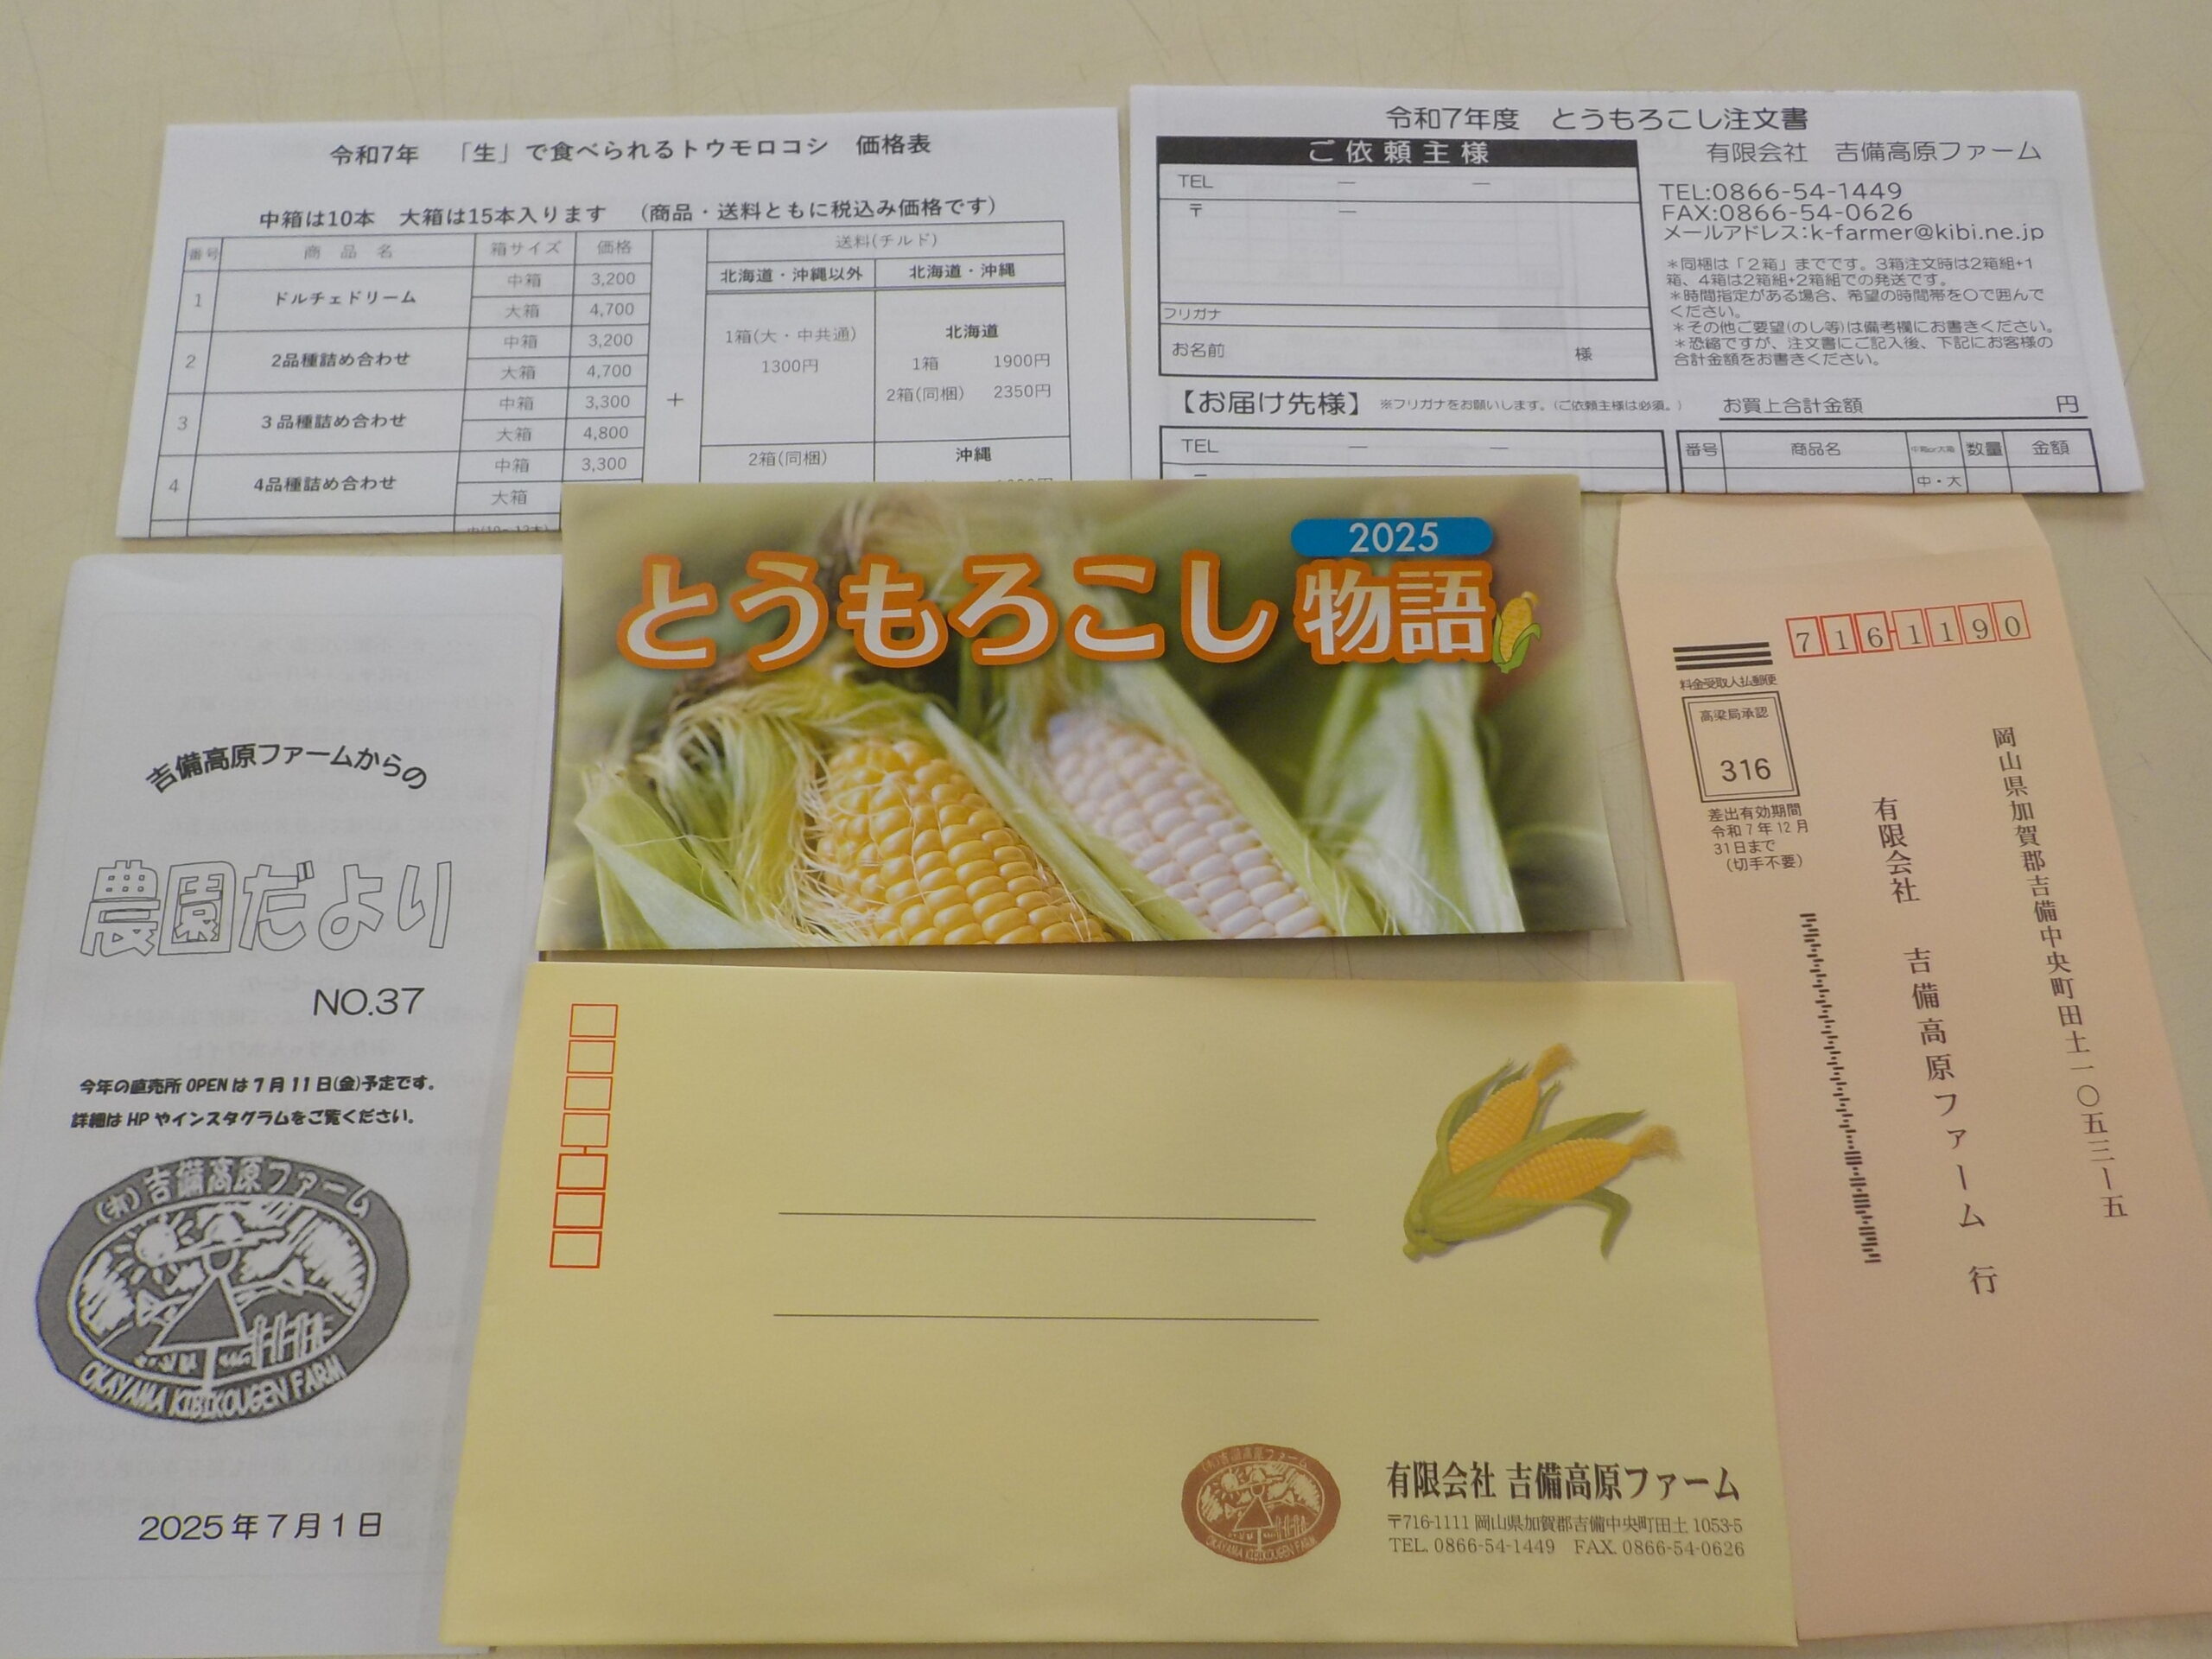 令和7年 「生」で食べられるトウモロコシ 価格表
中箱は10本 大箱は15本入ります (商品・送料ともに税込み価格です)
番号 商品名 箱サイズ 価格 送料(チルド)
北海道・沖縄以外 北海道・沖縄
1 ドルチェドリーム 中箱 3,200
大箱 4,700
2 2品種詰め合わせ 中箱 3,200
大箱 4,700
3 3品種詰め合わせ 中箱 3,300
大箱 4,800
4 4品種詰め合わせ 中箱 3,300
大箱
+
1箱(大・中共通)
1300円
2箱(同梱)
北海道
1箱 1900円
2箱(同梱) 2350円
沖縄
令和7年度 とうもろこし注文書
ご依頼主様
TEL ― ―
〒 ―
フリガナ
お名前 様
有限会社 吉備高原ファーム
TEL:0866-54-1449
FAX:0866-54-0626
メールアドレス:k-farmer@kibi.ne.jp
*同梱は「2箱」までです。3箱注文時は2箱組+1
箱、4箱は2箱組+2箱組での発送です。
*時間指定がある場合、希望の時間帯を○で囲んで
ください。
*その他ご要望(のし等)は備考欄にお書きください。
*恐縮ですが、注文書にご記入後、下記にお客様の
合計金額をお書きください。
【お届け先様】 ※フリガナをお願いします。(ご依頼主様は必須。)
お買上合計金額 円
TEL ― ―
番号 商品名 中箱or大箱 数量 金額
中・大
2025
とうもろこし物語
吉備高原ファームからの
農園だより
NO.37
今年の直売所OPENは7月11日(金)予定です。
詳細はHPやインスタグラムをご覧ください。
(有)吉備高原ファーム
OKAYAMA KIBIKOUGEN FARM
2025年7月1日
716-1190
料金受取人払郵便
高梁局承認
316
差出有効期間
令和7年12月
31日まで
(切手不要)
岡山県加賀郡吉備中央町田土一〇五三ー五
有限会社 吉備高原ファーム 行
(有)吉備高原ファーム
OKAYAMA KIBIKOUGEN FARM
有限会社 吉備高原ファーム
〒716-1111 岡山県加賀郡吉備中央町田土 1053-5
TEL. 0866-54-1449 FAX. 0866-54-0626